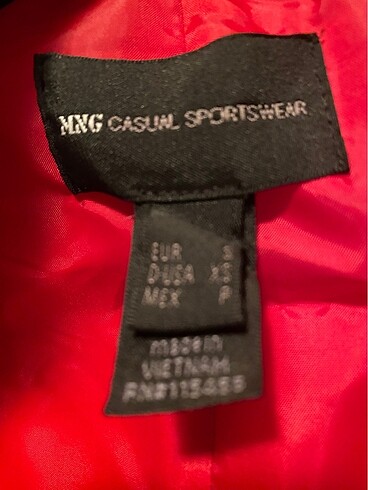 MNG CASUAL SPORTSWEAR
EUR S
D-USA XS
MEX P
made in
VIETNAM